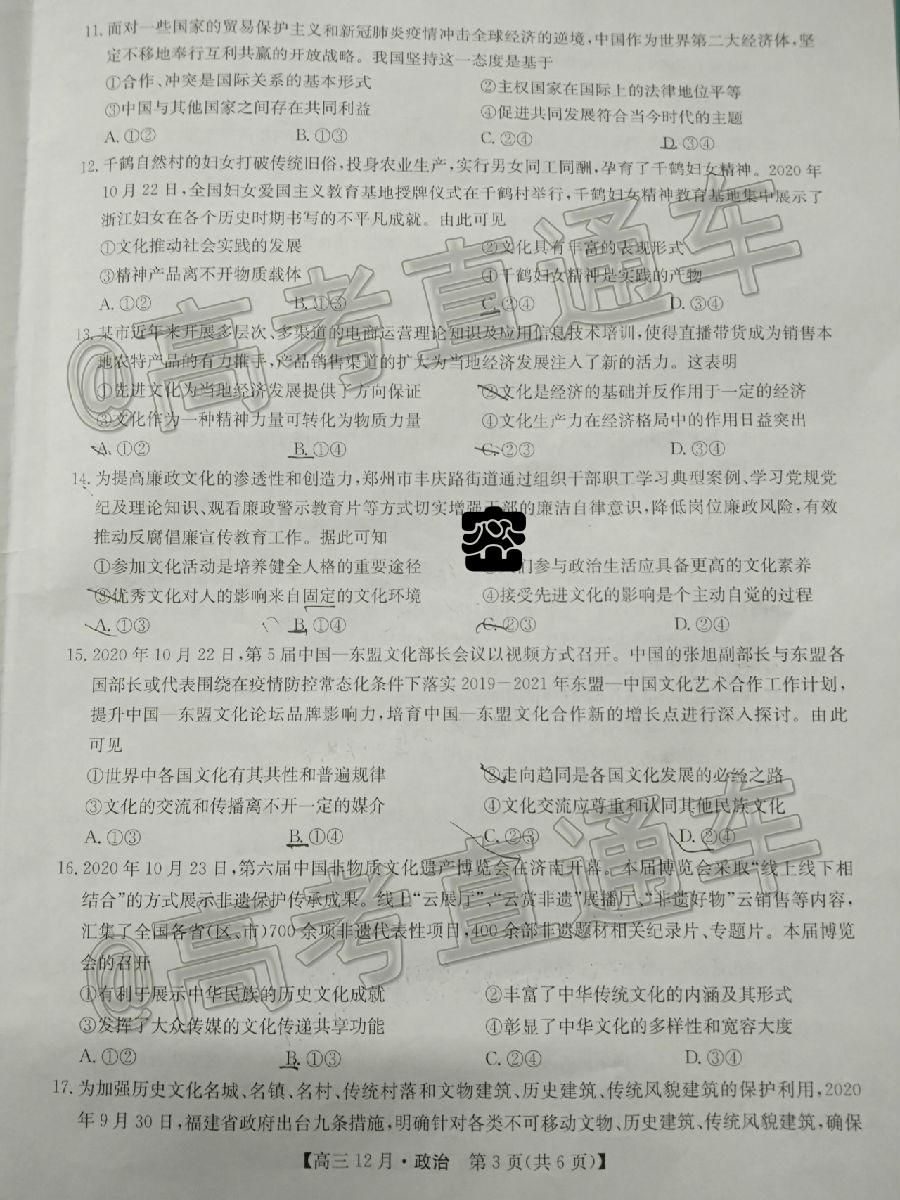 11. 面对一些国家的贸易保护主义和新冠肺炎疫情冲击全球经济的逆境,中国作为世界第二大经济体,坚
定不移地奉行互利共赢的开放战略。我国坚持这一态度是基于
①合作、冲突是国际关系的基本形式 ②主权国家在国际上的法律地位平等
③中国与其他国家之间存在共同利益 ④促进共同发展符合当今时代的主题
A. ①② B. ①③ C. ②④ D. ③④
12. 千鹤自然村的妇女打破传统旧俗,投身农业生产,实行男女同工同酬,孕育了千鹤妇女精神。2020 年
10 月 22 日,全国妇女爱国主义教育基地授牌仪式在千鹤村举行,千鹤妇女精神教育基地集中展示了
浙江妇女在各个历史时期书写的不平凡成就。由此可见
①文化推动社会实践的发展 ②文化具有丰富的表现形式
③精神产品离不开物质载体 ④千鹤妇女精神是实践的产物
A. ①② B. ①③ C. ②④ D. ③④
13. 某市近年来开展多层次、多渠道的电商运营理论知识及应用信息技术培训,使得直播带货成为销售本
地农特产品的有力推手,产品销售渠道的扩大为当地经济发展注入了新的活力。这表明
①先进文化为当地经济发展提供了方向保证 ②文化是经济的基础并反作用于一定的经济
③文化作为一种精神力量可转化为物质力量 ④文化生产力在经济格局中的作用日益突出
A. ①② B. ①④ C. ②③ D. ③④
14. 为提高廉政文化的渗透性和创造力,郑州市丰庆路街道通过组织干部职工学习典型案例、学习党规党
纪及理论知识、观看廉政警示教育片等方式切实增强干部的廉洁自律意识,降低岗位廉政风险,有效
推动反腐倡廉宣传教育工作。据此可知
①参加文化活动是培养健全人格的重要途径 们参与政治生活应具备更高的文化素养
③优秀文化对人的影响来自固定的文化环境 ④接受先进文化的影响是个主动自觉的过程
A. ①③ B. ①④ C. ②③ D. ②④
15. 2020 年 10 月 22 日,第 5 届中国—东盟文化部长会议以视频方式召开。中国的张旭副部长与东盟各
国部长或代表围绕在疫情防控常态化条件下落实 2019-2021 年东盟—中国文化艺术合作工作计划,
提升中国—东盟文化论坛品牌影响力,培育中国—东盟文化合作新的增长点进行深入探讨。由此
可见
①世界中各国文化有其共性和普遍规律 ②走向趋同是各国文化发展的必经之路
③文化的交流和传播离不开一定的媒介 ④文化交流应尊重和认同其他民族文化
A. ①③ B. ①④ C. ②③ D. ②④
16. 2020 年 10 月 23 日,第六届中国非物质文化遗产博览会在济南开幕。本届博览会采取“线上线下相
结合”的方式展示非遗保护传承成果。线上“云展厅”、“云赏非遗”展播厅、“非遗好物”云销售等内容,
汇集了全国各省(区、市)700 余项非遗代表性项目,400 余部非遗题材相关纪录片、专题片。本届博览
会的召开
①有利于展示中华民族的历史文化成就 ②丰富了中华传统文化的内涵及其形式
③发挥了大众传媒的文化传递共享功能 ④彰显了中华文化的多样性和宽容大度
A. ①② B. ①③ C. ②④ D. ③④
17. 为加强历史文化名城、名镇、名村、传统村落和文物建筑、历史建筑、传统风貌建筑的保护利用,2020
年 9 月 30 日,福建省政府出台九条措施,明确针对各类不可移动文物、历史建筑、传统风貌建筑,确保
【高三 12 月·政治 第 3 页(共 6 页)】
@高考直通车
@高考直通车